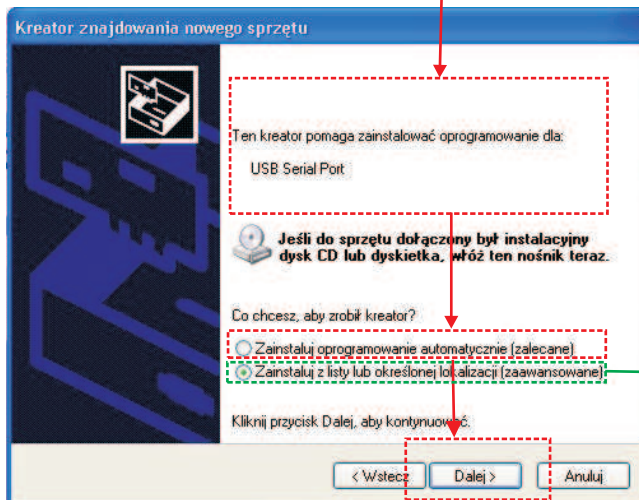 Kreator znajdowania nowego sprzętu
Ten kreator pomaga zainstalować oprogramowanie dla:
USB Serial Port
Jeśli do sprzętu dołączony był instalacyjny
dysk CD lub dyskietka, włóż ten nośnik teraz.
Co chcesz, aby zrobił kreator?
Zainstaluj oprogramowanie automatycznie (zalecane)
Zainstaluj z listy lub określonej lokalizacji (zaawansowane)
Kliknij przycisk Dalej, aby kontynuować.
< Wstecz
Dalej >
Anuluj